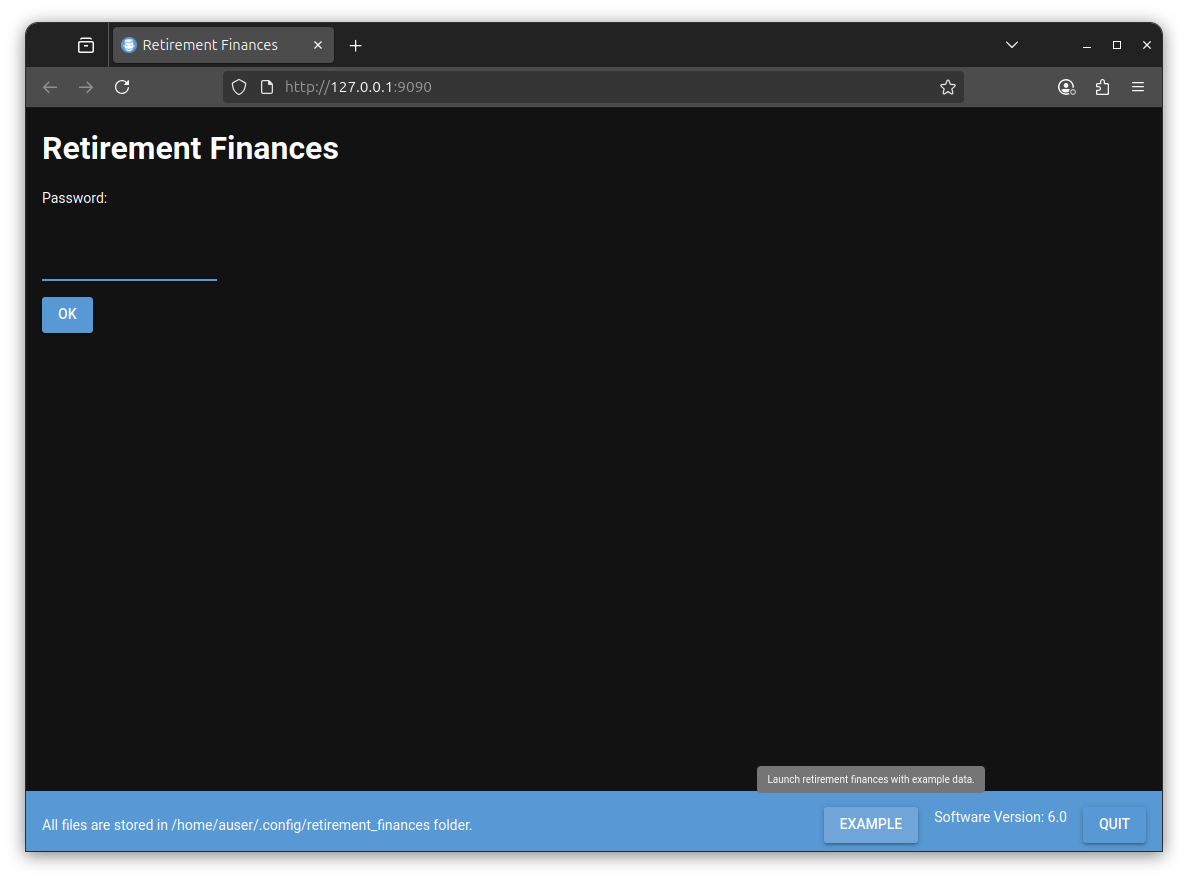 Retirement Finances
http://127.0.0.1:9090
Retirement Finances
Password:
OK
Launch retirement finances with example data.
All files are stored in /home/auser/.config/retirement_finances folder.
EXAMPLE
Software Version: 6.0
QUIT